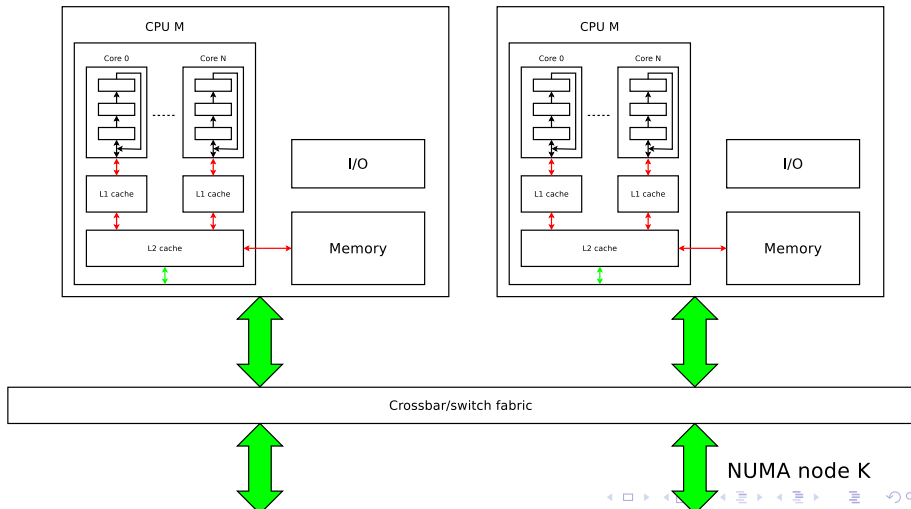 CPU M
Core 0
Core N
L1 cache
L1 cache
L2 cache
I/O
Memory
CPU M
Core 0
Core N
L1 cache
L1 cache
L2 cache
I/O
Memory
Crossbar/switch fabric
NUMA node K